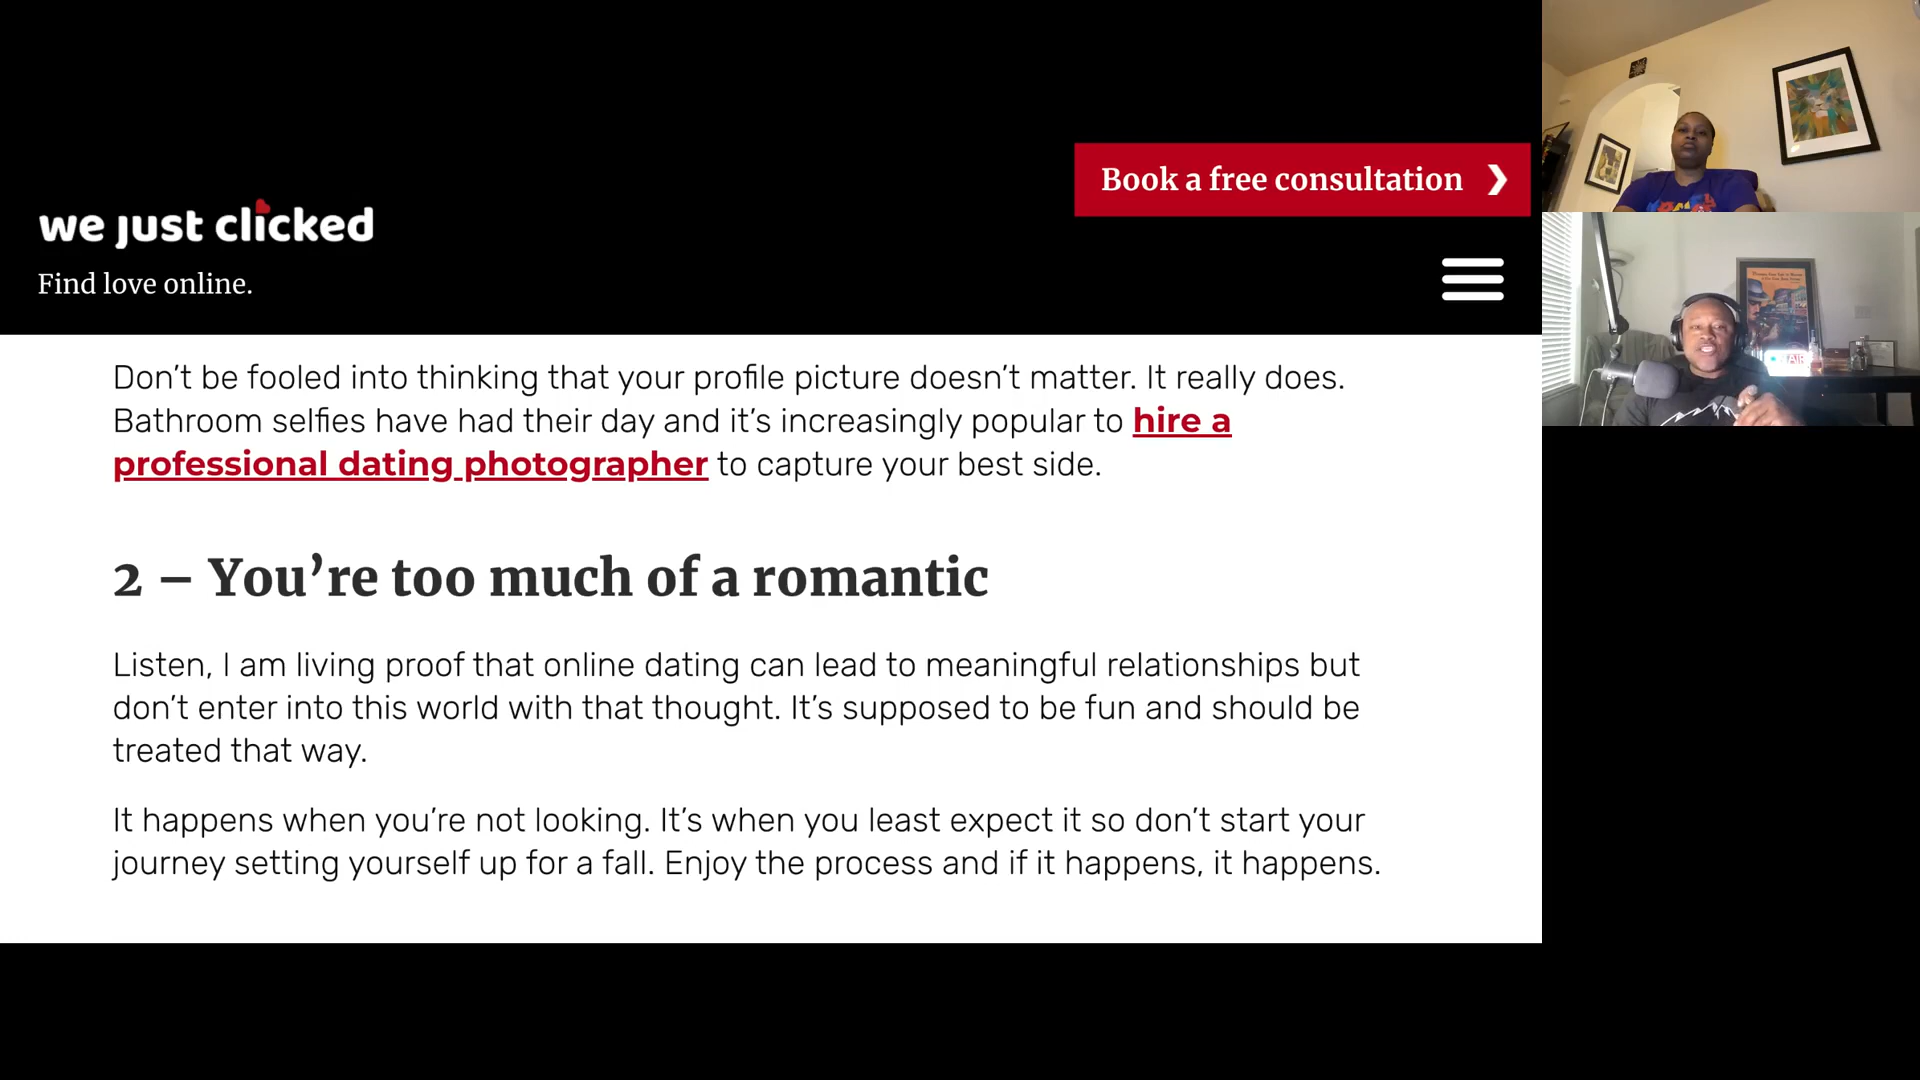 Book a free consultation ❯
we just clicked
Find love online.
Don’t be fooled into thinking that your profile picture doesn’t matter. It really does.
Bathroom selfies have had their day and it’s increasingly popular to hire a
professional dating photographer to capture your best side.
2 – You’re too much of a romantic
Listen, I am living proof that online dating can lead to meaningful relationships but
don’t enter into this world with that thought. It’s supposed to be fun and should be
treated that way.
It happens when you’re not looking. It’s when you least expect it so don’t start your
journey setting yourself up for a fall. Enjoy the process and if it happens, it happens.